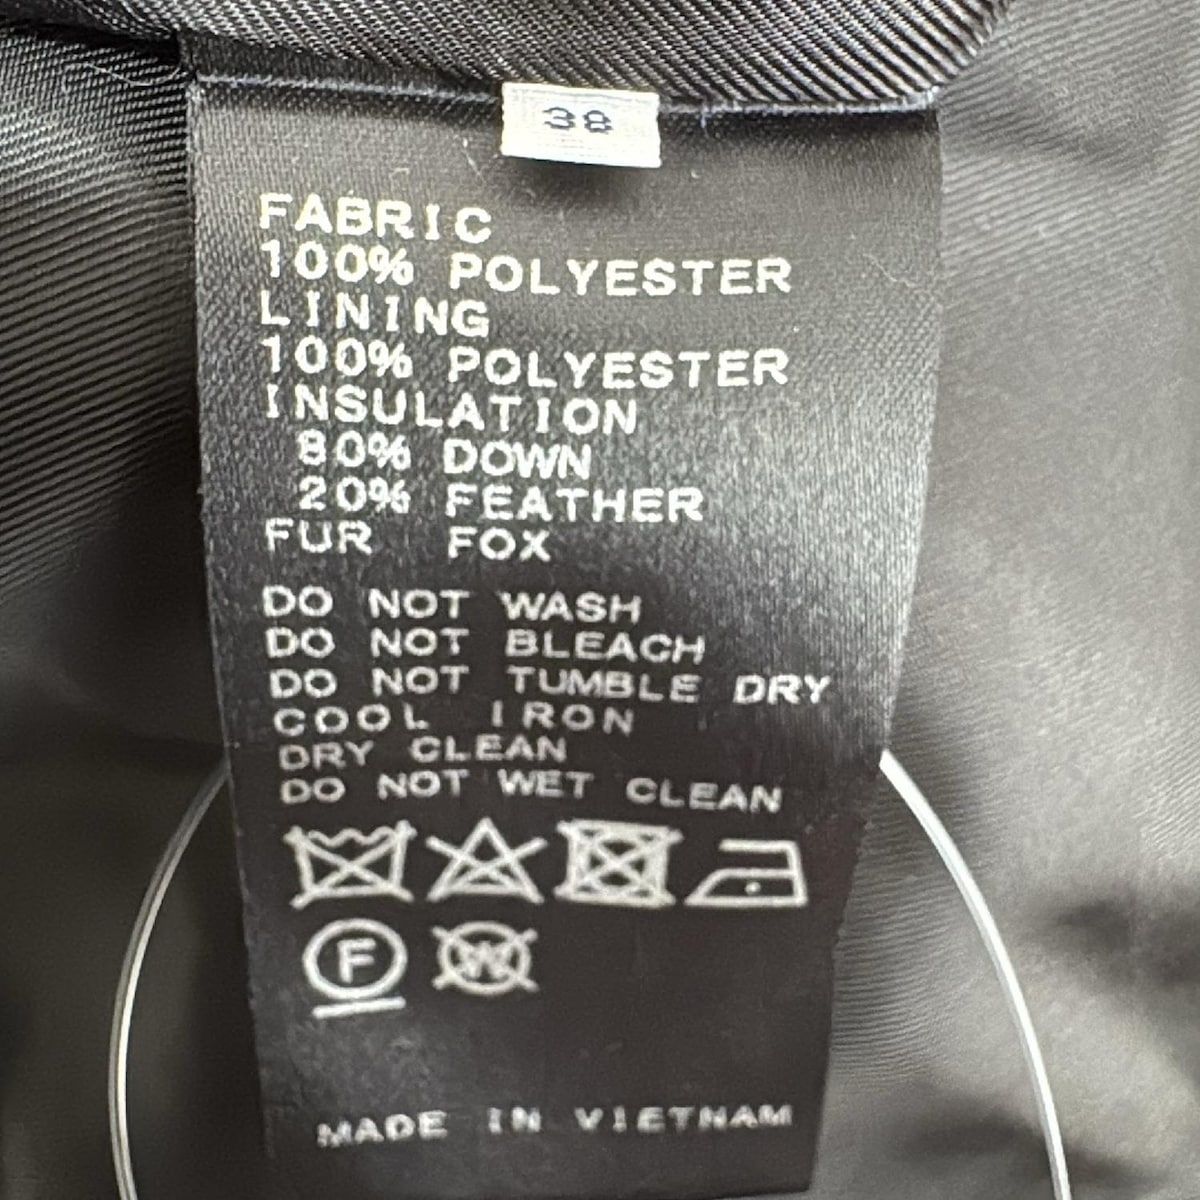 38
FABRIC
100% POLYESTER
LINING
100% POLYESTER
INSULATION
80% DOWN
20% FEATHER
FUR FOX
DO NOT WASH
DO NOT BLEACH
DO NOT TUMBLE DRY
COOL IRON
DRY CLEAN
DO NOT WET CLEAN
F W
MADE IN VIETNAM